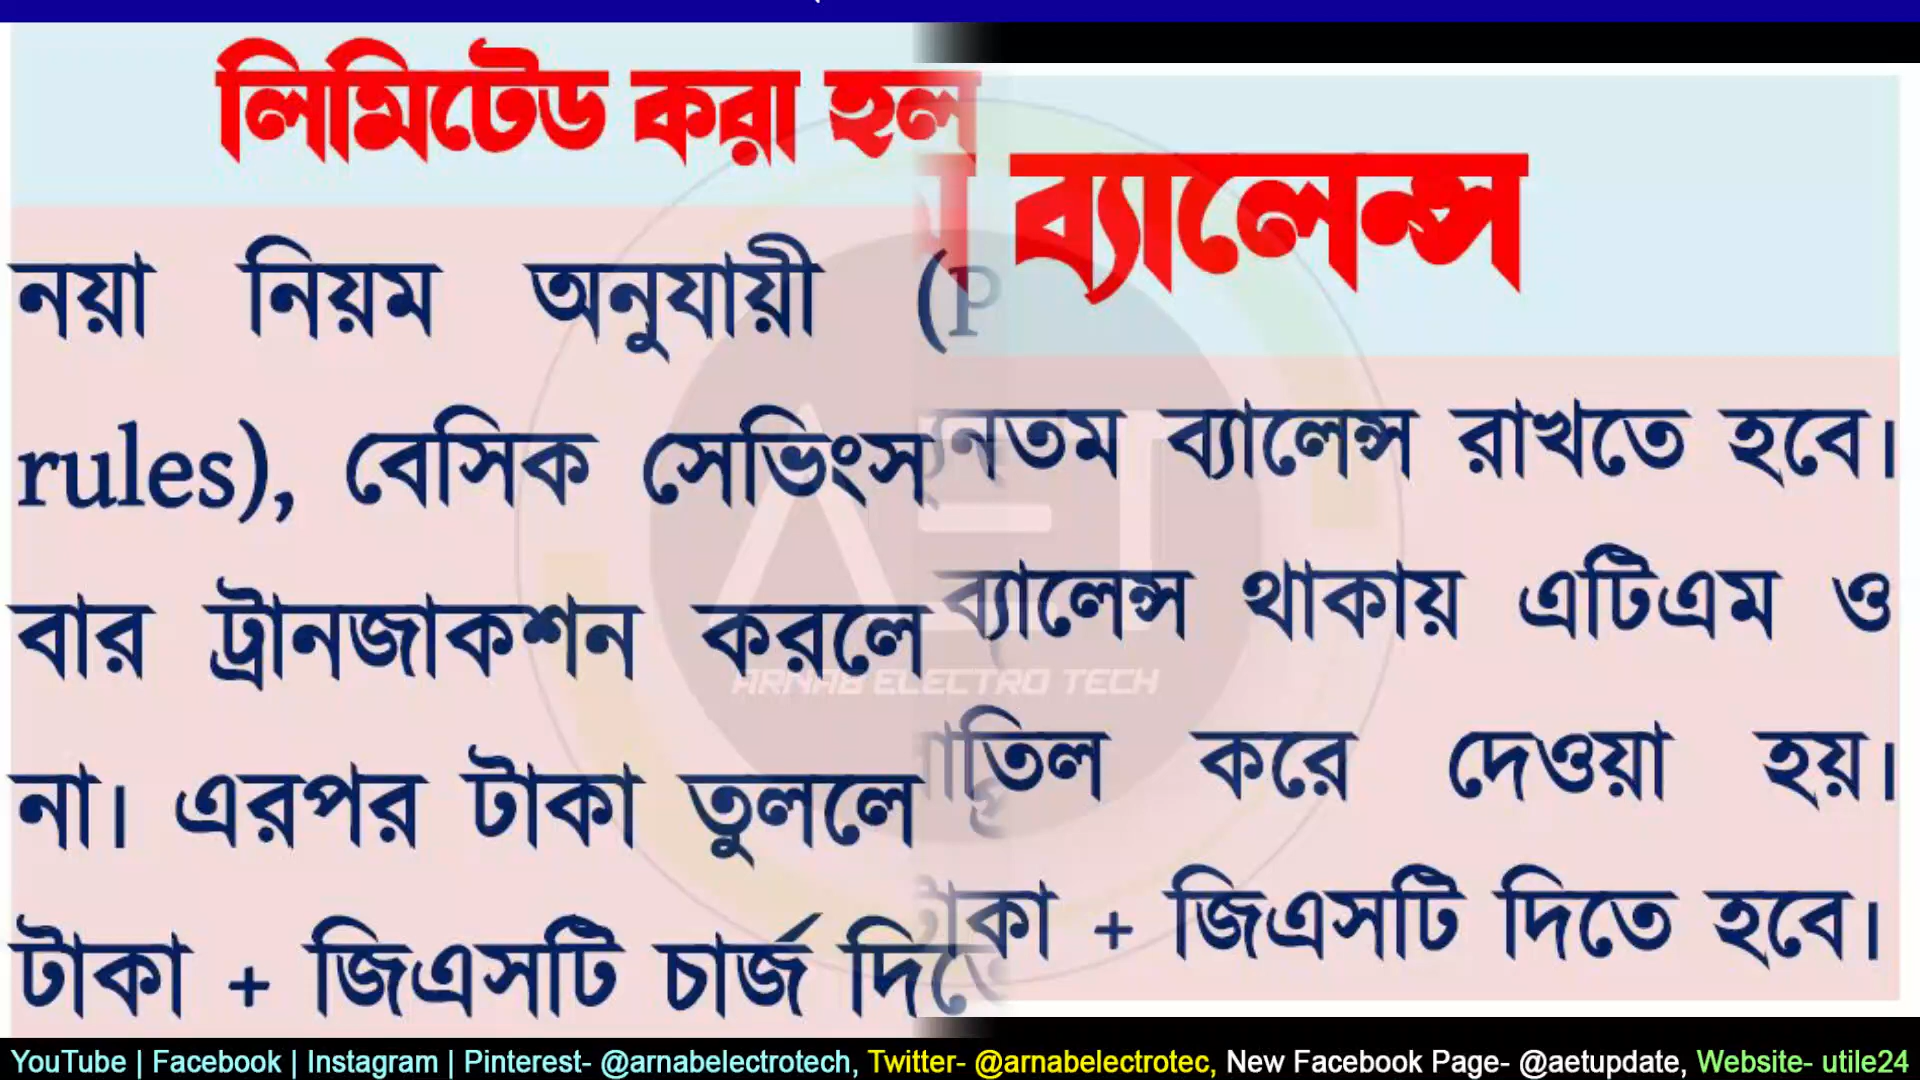 লিমিটেড করা হল
নয়া নিয়ম অনুযায়ী (P
rules), বেসিক সেভিংস
বার ট্রানজাকশন করলে
না। এরপর টাকা তুললে
টাকা + জিএসটি চার্জ দিতে
ব্যালেন্স
নতম ব্যালেন্স রাখতে হবে।
ব্যালেন্স থাকায় এটিএম ও
াতিল করে দেওয়া হয়।
টাকা + জিএসটি দিতে হবে।
AET
ARNAB ELECTRO TECH
YouTube | Facebook | Instagram | Pinterest- @arnabelectrotech, Twitter- @arnabelectrotec, New Facebook Page- @aetupdate, Website- utile24